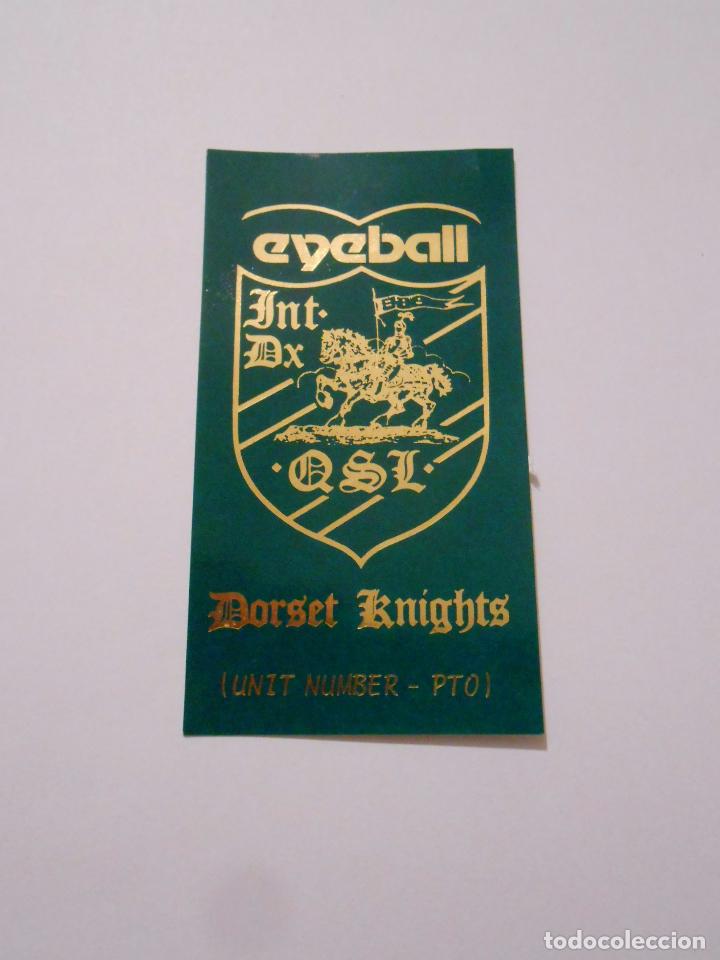 eyeball
Int.
Dx
·QSL·
Dorset Knights
(UNIT NUMBER - PTO)
todocoleccion